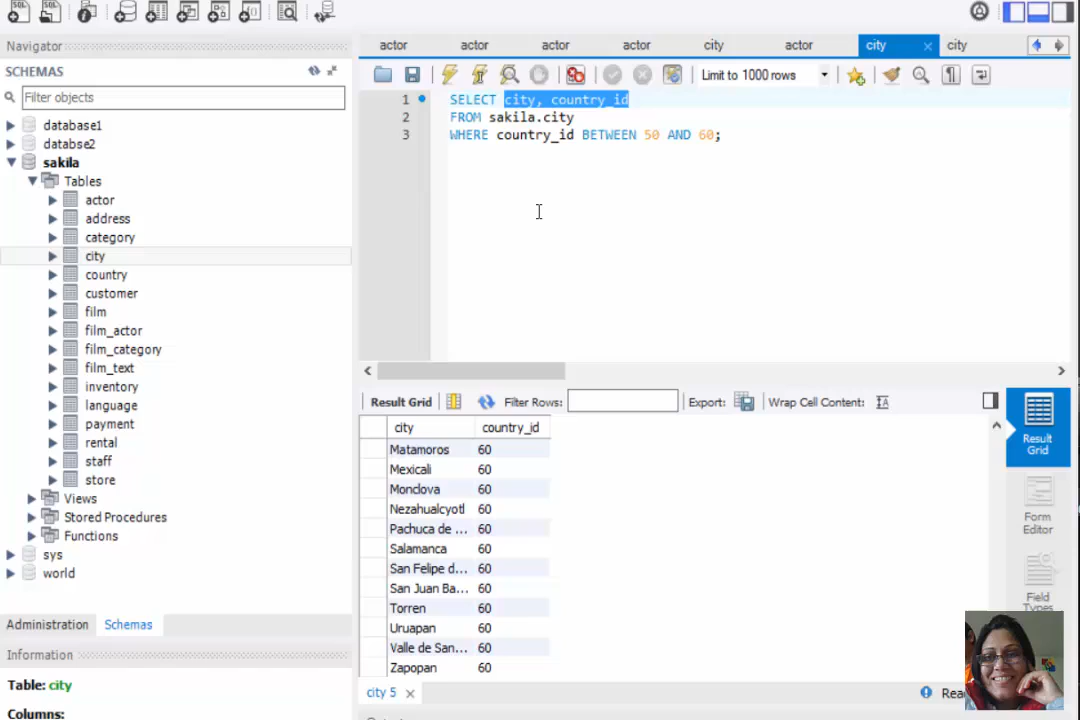 Navigator
SCHEMAS
Filter objects
database1
databse2
sakila
Tables
actor
address
category
city
country
customer
film
film_actor
film_category
film_text
inventory
language
payment
rental
staff
store
Views
Stored Procedures
Functions
sys
world
Administration Schemas
Information
Table: city
Columns:
actor actor actor actor city actor city city
Limit to 1000 rows
1 SELECT city, country_id
2 FROM sakila.city
3 WHERE country_id BETWEEN 50 AND 60;
Result Grid Filter Rows: Export: Wrap Cell Content:
city country_id
Matamoros 60
Mexicali 60
Monclova 60
Nezahualcyotl 60
Pachuca de ... 60
Salamanca 60
San Felipe d... 60
San Juan Ba... 60
Torren 60
Uruapan 60
Valle de San... 60
Zapopan 60
Result
Grid
Form
Editor
Field
Types
city 5
Rea